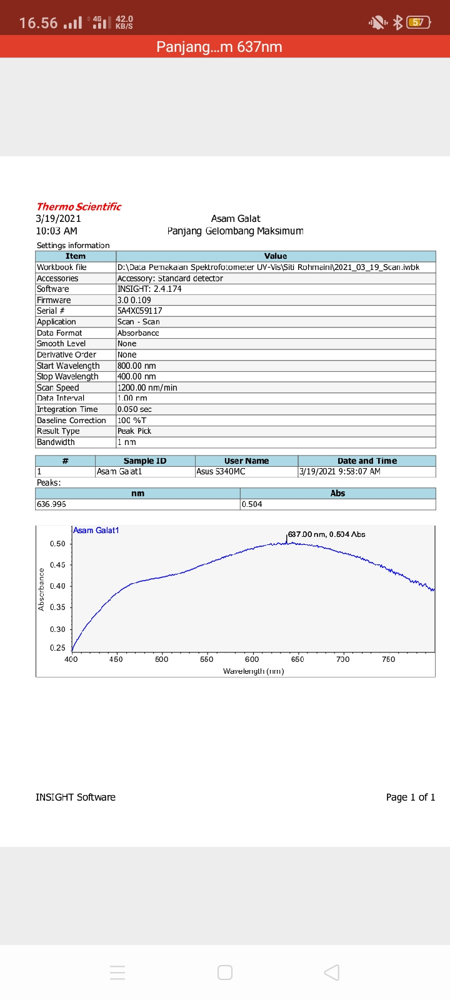 16.56 4G 42.0 KB/S 57
Panjang...m 637nm
Thermo Scientific
3/19/2021 Asam Galat
10:03 AM Panjang Gelombang Maksimum
Settings information
Item Value
Workbook file D:\Data Pemakaian Spektrofotometer UV-Vis\Siti Rohmaini\2021_03_19_Scan.iwbk
Accessories Accessory: Standard detector
Software INSIGHT: 2.4.174
Firmware 3.0 0.109
Serial # 5A4X059117
Application Scan - Scan
Data Format Absorbance
Smooth Level None
Derivative Order None
Start Wavelength 800.00 nm
Stop Wavelength 400.00 nm
Scan Speed 1200.00 nm/min
Data Interval 1.00 nm
Integration Time 0.050 sec
Baseline Correction 100 %T
Result Type Peak Pick
Bandwidth 1 nm
# Sample ID User Name Date and Time
1 Asam Galat1 Asus S340MC 3/19/2021 9:58:07 AM
Peaks:
nm Abs
636.996 0.504
Asam Galat1
637.00 nm, 0.504 Abs
0.50
0.45
0.40
0.35
0.30
0.25
Absorbance
400 450 500 550 600 650 700 750
Wavelength (nm)
INSIGHT Software Page 1 of 1